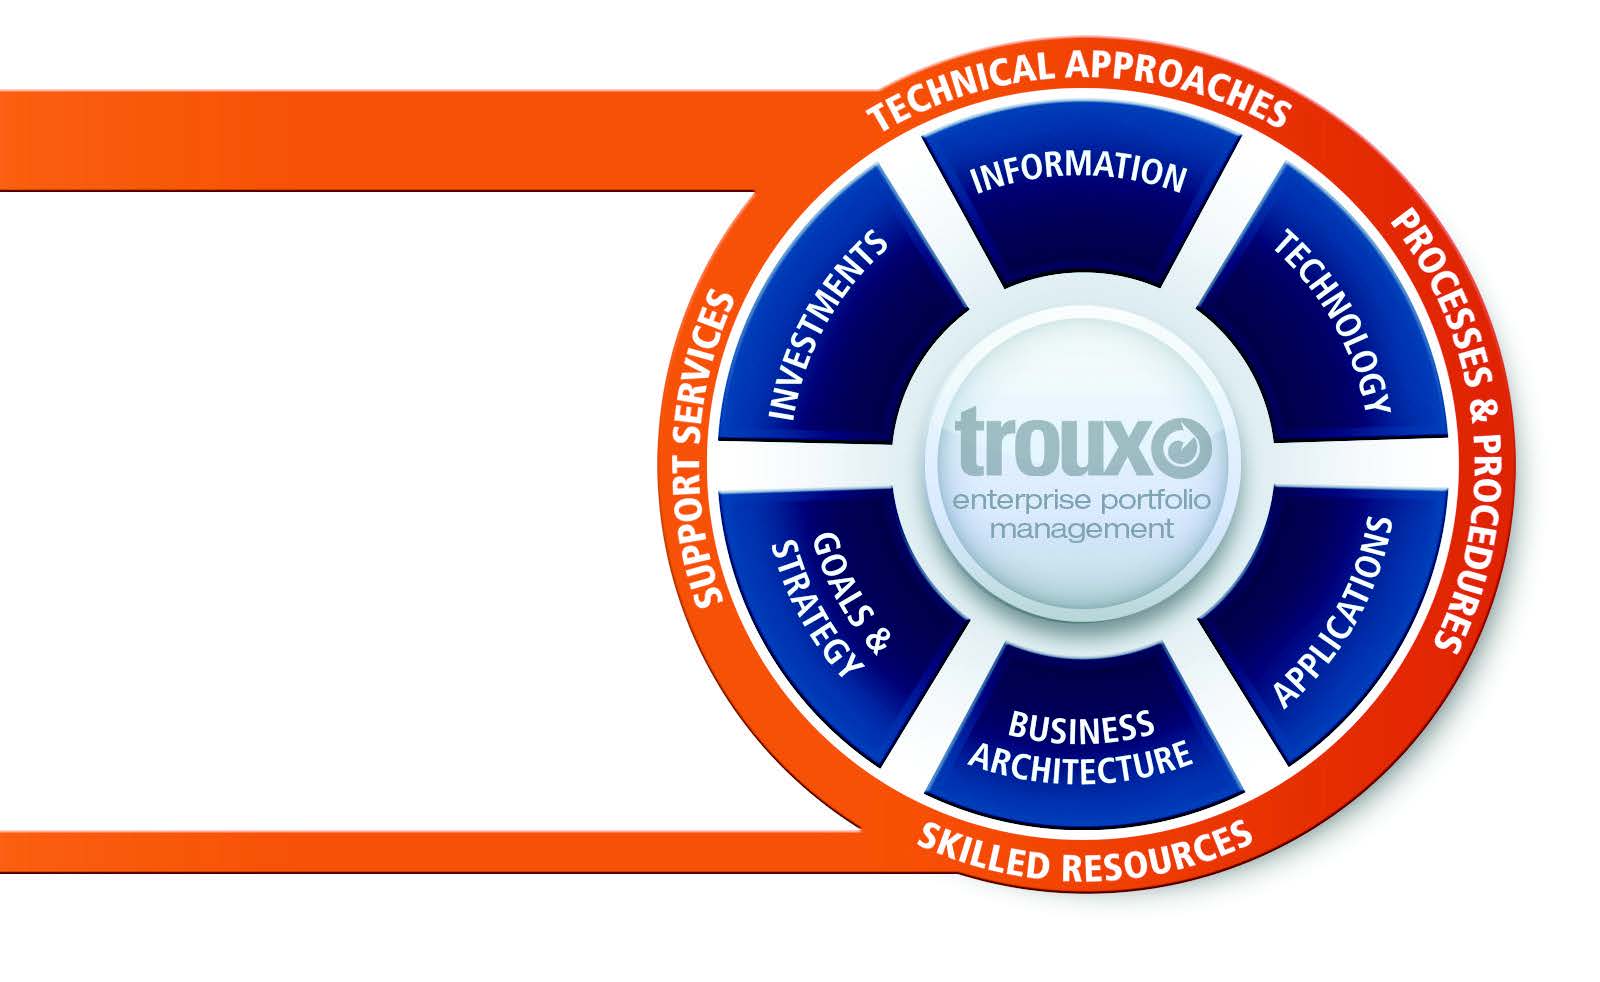 TECHNICAL APPROACHES
PROCESSES & PROCEDURES
SKILLED RESOURCES
SUPPORT SERVICES
INFORMATION
TECHNOLOGY
APPLICATIONS
BUSINESS
ARCHITECTURE
GOALS &
STRATEGY
INVESTMENTS
troux
enterprise portfolio
management